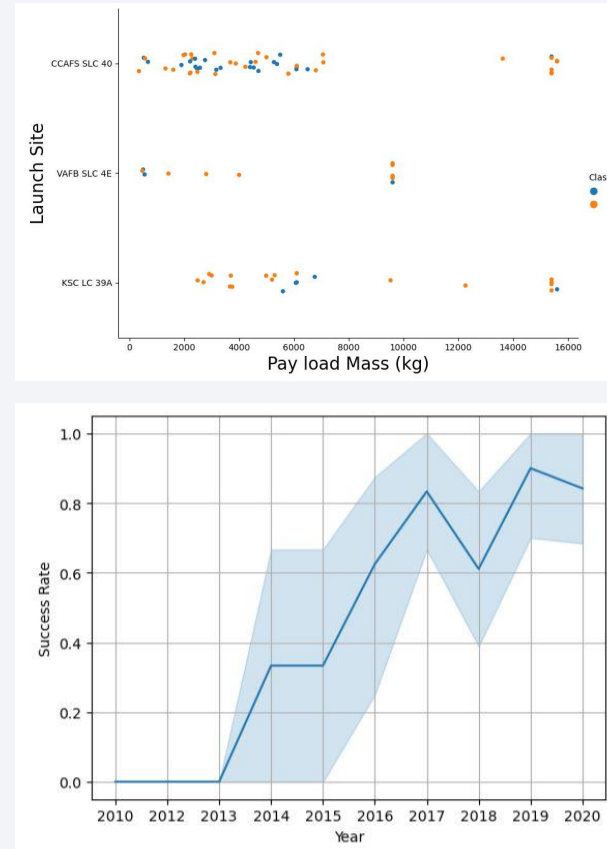 Launch Site
CCAFS SLC 40
VAFB SLC 4E
KSC LC 39A
Clas
0 2000 4000 6000 8000 10000 12000 14000 16000
Pay load Mass (kg)
Success Rate
1.0
0.8
0.6
0.4
0.2
0.0
2010 2012 2013 2014 2015 2016 2017 2018 2019 2020
Year